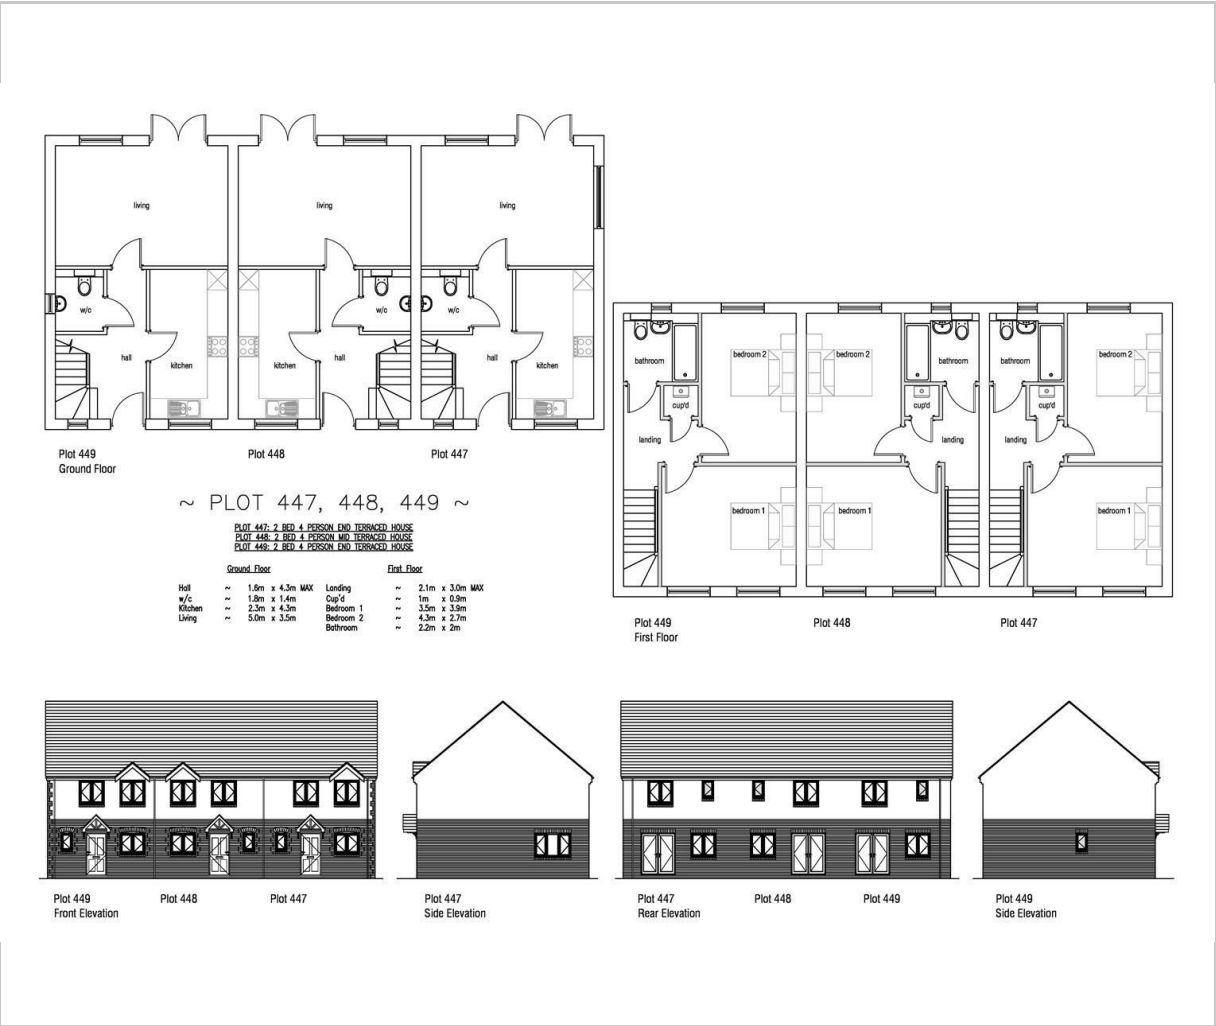 living
living
living
w/c
w/c
w/c
hall
kitchen
kitchen
hall
hall
kitchen
Plot 449
Ground Floor
Plot 448
Plot 447
bathroom
bedroom 2
bedroom 2
bathroom
bathroom
bedroom 2
cup'd
cup'd
cup'd
landing
landing
landing
bedroom 1
bedroom 1
bedroom 1
Plot 449
First Floor
Plot 448
Plot 447
~ PLOT 447, 448, 449 ~
PLOT 447: 2 BED 4 PERSON END TERRACED HOUSE
PLOT 448: 2 BED 4 PERSON MID TERRACED HOUSE
PLOT 449: 2 BED 4 PERSON END TERRACED HOUSE
Ground Floor
Hall ~ 1.6m x 4.3m MAX
w/c ~ 1.8m x 1.4m
Kitchen ~ 2.3m x 4.3m
Living ~ 5.0m x 3.5m
First Floor
Landing ~ 2.1m x 3.0m MAX
Cup'd ~ 1m x 0.9m
Bedroom 1 ~ 3.5m x 3.9m
Bedroom 2 ~ 4.3m x 2.7m
Bathroom ~ 2.2m x 2m
Plot 449
Front Elevation
Plot 448
Plot 447
Plot 447
Side Elevation
Plot 447
Rear Elevation
Plot 448
Plot 449
Plot 449
Side Elevation